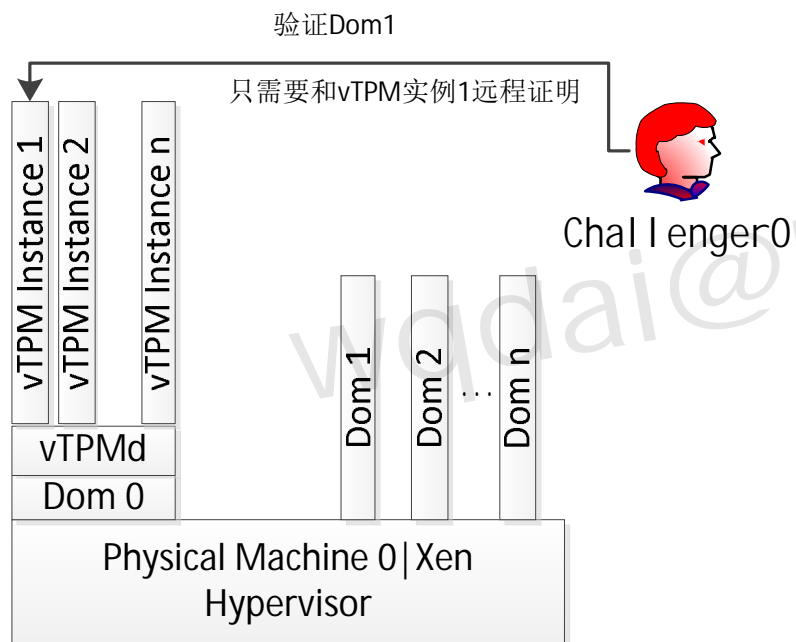 验证Dom1
只需要和vTPM实例1远程证明
vTPM Instance 1
vTPM Instance 2
vTPM Instance n
Challenger0
wqdai@
Dom 1
Dom 2
...
Dom n
vTPMd
Dom 0
Physical Machine 0|Xen
Hypervisor